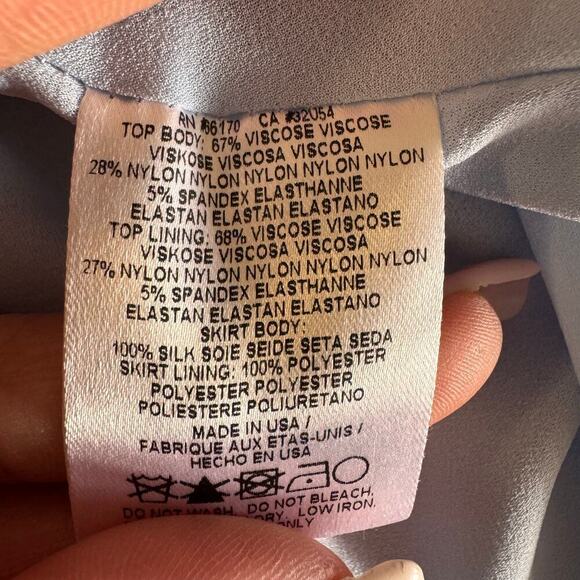 RN #66170 CA #32054
TOP BODY: 67% VISCOSE VISCOSE
VISKOSE VISCOSA VISCOSA
28% NYLON NYLON NYLON NYLON NYLON
5% SPANDEX ELASTHANNE
ELASTAN ELASTAN ELASTANO
TOP LINING: 68% VISCOSE VISCOSE
VISKOSE VISCOSA VISCOSA
27% NYLON NYLON NYLON NYLON NYLON
5% SPANDEX ELASTHANNE
ELASTAN ELASTAN ELASTANO
SKIRT BODY:
100% SILK SOIE SEIDE SETA SEDA
SKIRT LINING: 100% POLYESTER
POLYESTER POLYESTER
POLIESTERE POLIURETANO
MADE IN USA /
FABRIQUE AUX ETAS-UNIS /
HECHO EN USA
DO NOT WASH. DO NOT BLEACH.
DRY. LOW IRON.
ONLY